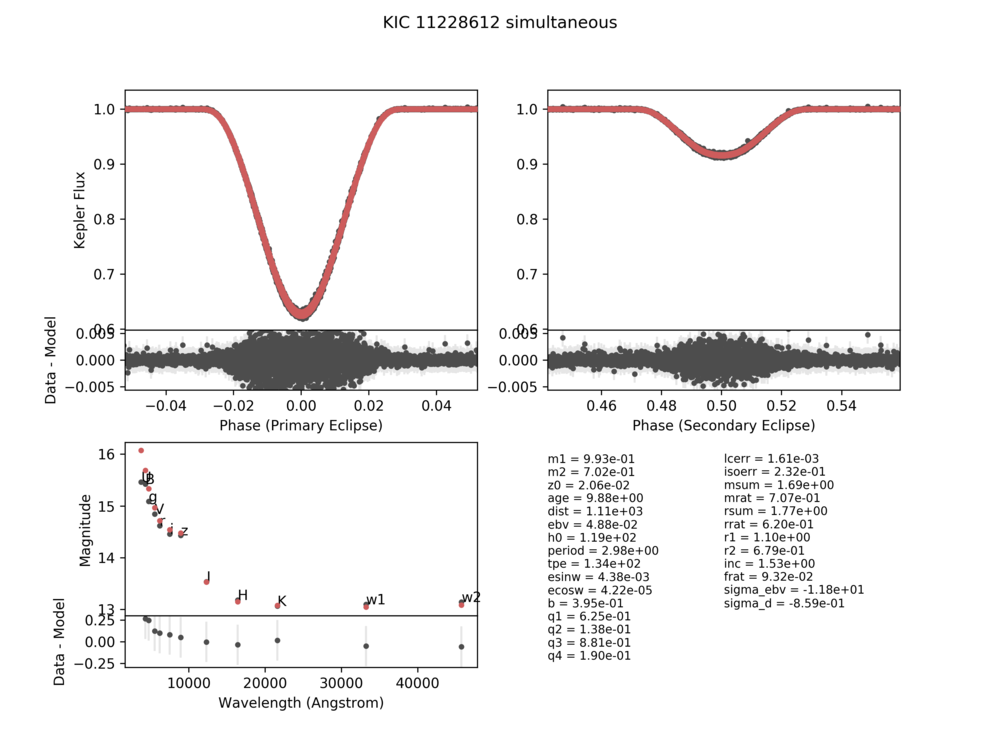 KIC 11228612 simultaneous
1.0
0.9
0.8
0.7
0.6
Kepler Flux
0.005
0.000
−0.005
Data - Model
−0.04 −0.02 0.00 0.02 0.04
Phase (Primary Eclipse)
1.0
0.9
0.8
0.7
0.6
0.005
0.000
−0.005
0.46 0.48 0.50 0.52 0.54
Phase (Secondary Eclipse)
16
15
14
13
Magnitude
U
B
g
V
r
i
z
J
H
K
w1
w2
0.25
0.00
−0.25
Data - Model
10000 20000 30000 40000
Wavelength (Angstrom)
m1 = 9.93e-01
m2 = 7.02e-01
z0 = 2.06e-02
age = 9.88e+00
dist = 1.11e+03
ebv = 4.88e-02
h0 = 1.19e+02
period = 2.98e+00
tpe = 1.34e+02
esinw = 4.38e-03
ecosw = 4.22e-05
b = 3.95e-01
q1 = 6.25e-01
q2 = 1.38e-01
q3 = 8.81e-01
q4 = 1.90e-01
lcerr = 1.61e-03
isoerr = 2.32e-01
msum = 1.69e+00
mrat = 7.07e-01
rsum = 1.77e+00
rrat = 6.20e-01
r1 = 1.10e+00
r2 = 6.79e-01
inc = 1.53e+00
frat = 9.32e-02
sigma_ebv = -1.18e+01
sigma_d = -8.59e-01